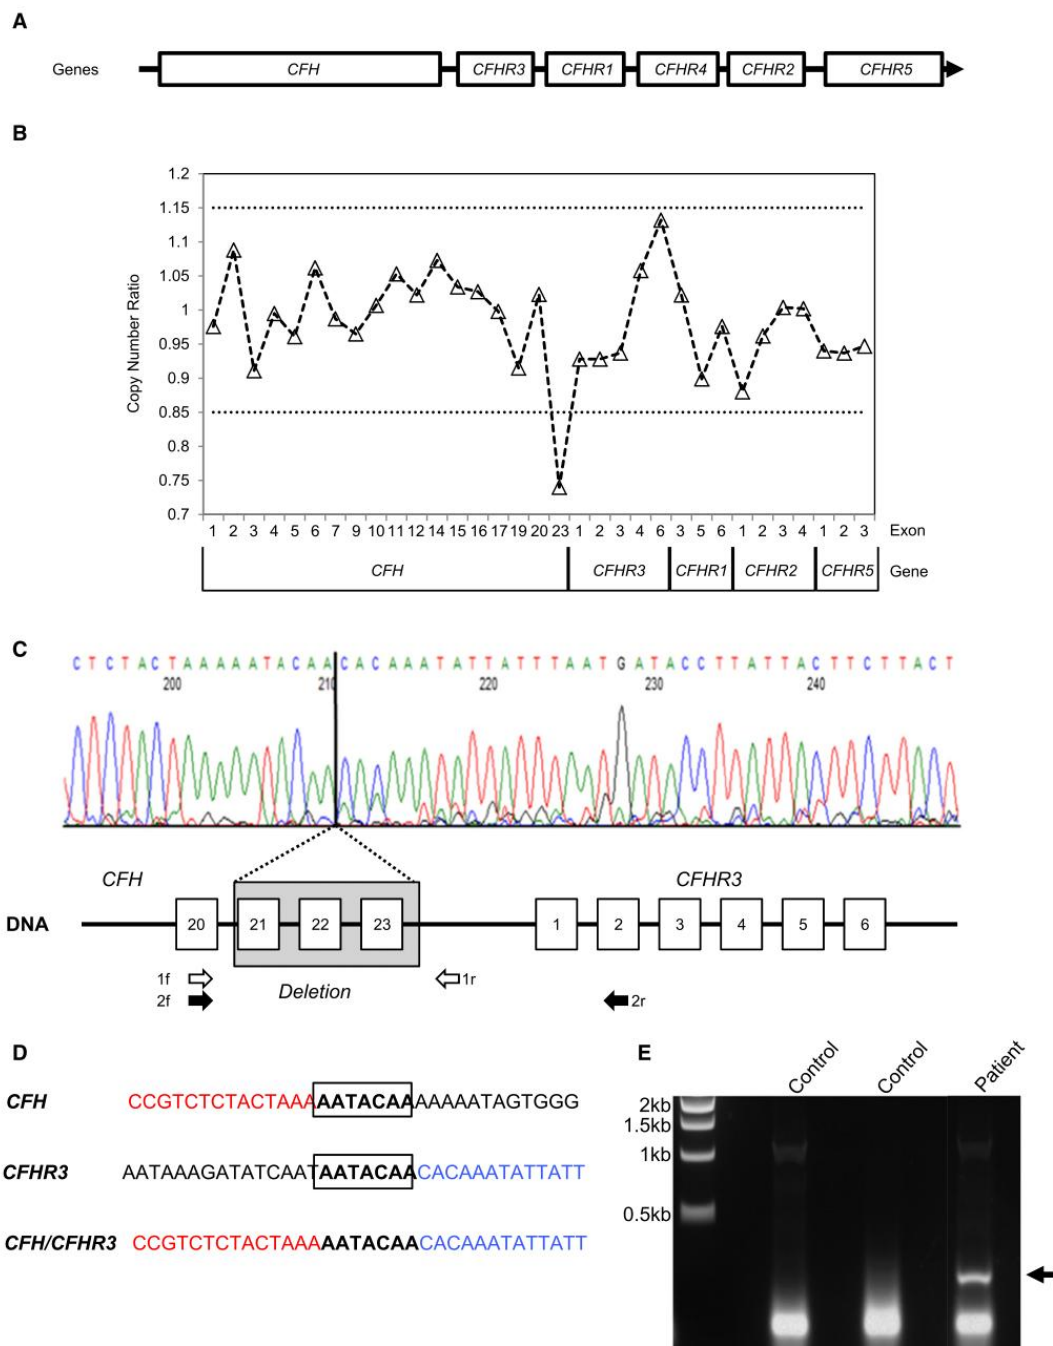 A
Genes CFH CFHR3 CFHR1 CFHR4 CFHR2 CFHR5
B
1.2
1.15
1.1
1.05
1
0.95
0.9
0.85
0.8
0.75
0.7
Copy Number Ratio
1 2 3 4 5 6 7 9 10 11 12 14 15 16 17 19 20 23 1 2 3 4 6 3 5 6 1 2 3 4 1 2 3 Exon
CFH CFHR3 CFHR1 CFHR2 CFHR5 Gene
C
C T C T A C T A A A A A T A C A A C A C A A A T A T T A T T T A A T G A T A C C T T A T T A C T T C T T A C T
200 210 220 230 240
CFH CFHR3
DNA 20 21 22 23 1 2 3 4 5 6
1f 1r
Deletion
2f 2r
D
CFH CCGTCTCTACTAAAAATACAAAAAAATAGTGGG
CFHR3 AATAAAGATATCAATAATACAACACAAATATTATT
CFH/CFHR3 CCGTCTCTACTAAAAATACAACACAAATATTATT
E
Control Control Patient
2kb
1.5kb
1kb
0.5kb